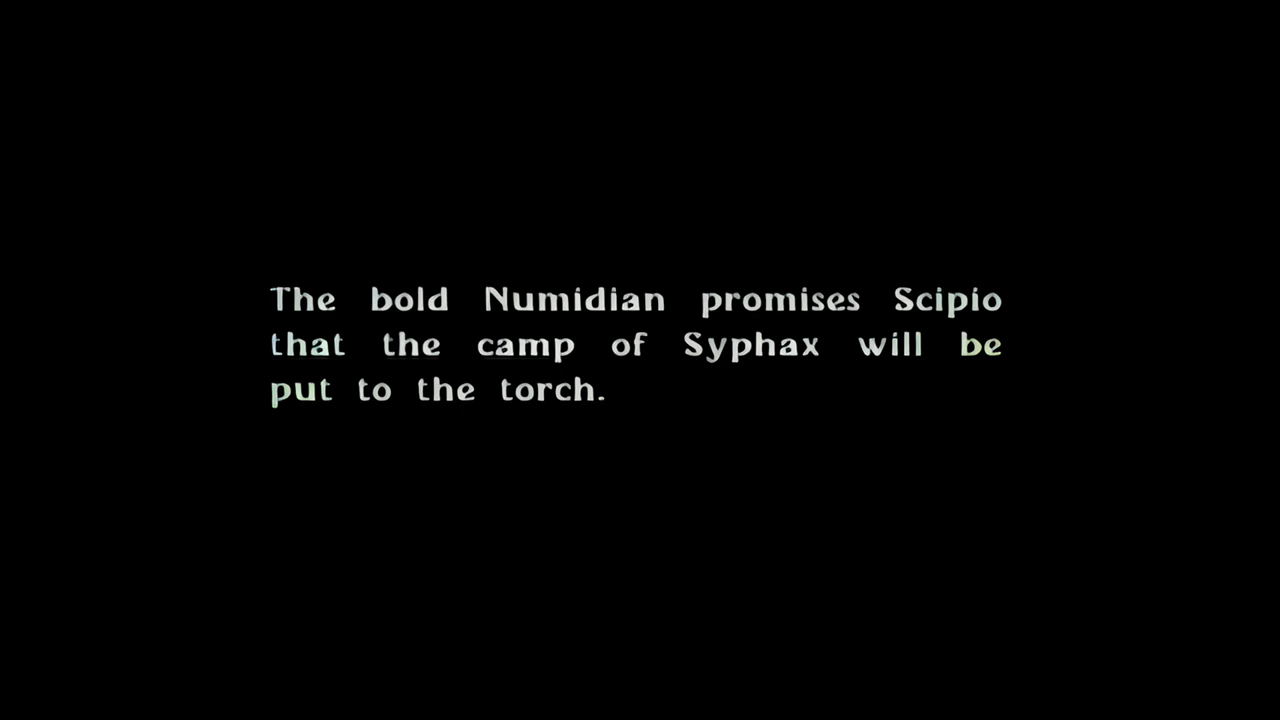 The bold Numidian promises Scipio
that the camp of Syphax will be
put to the torch.